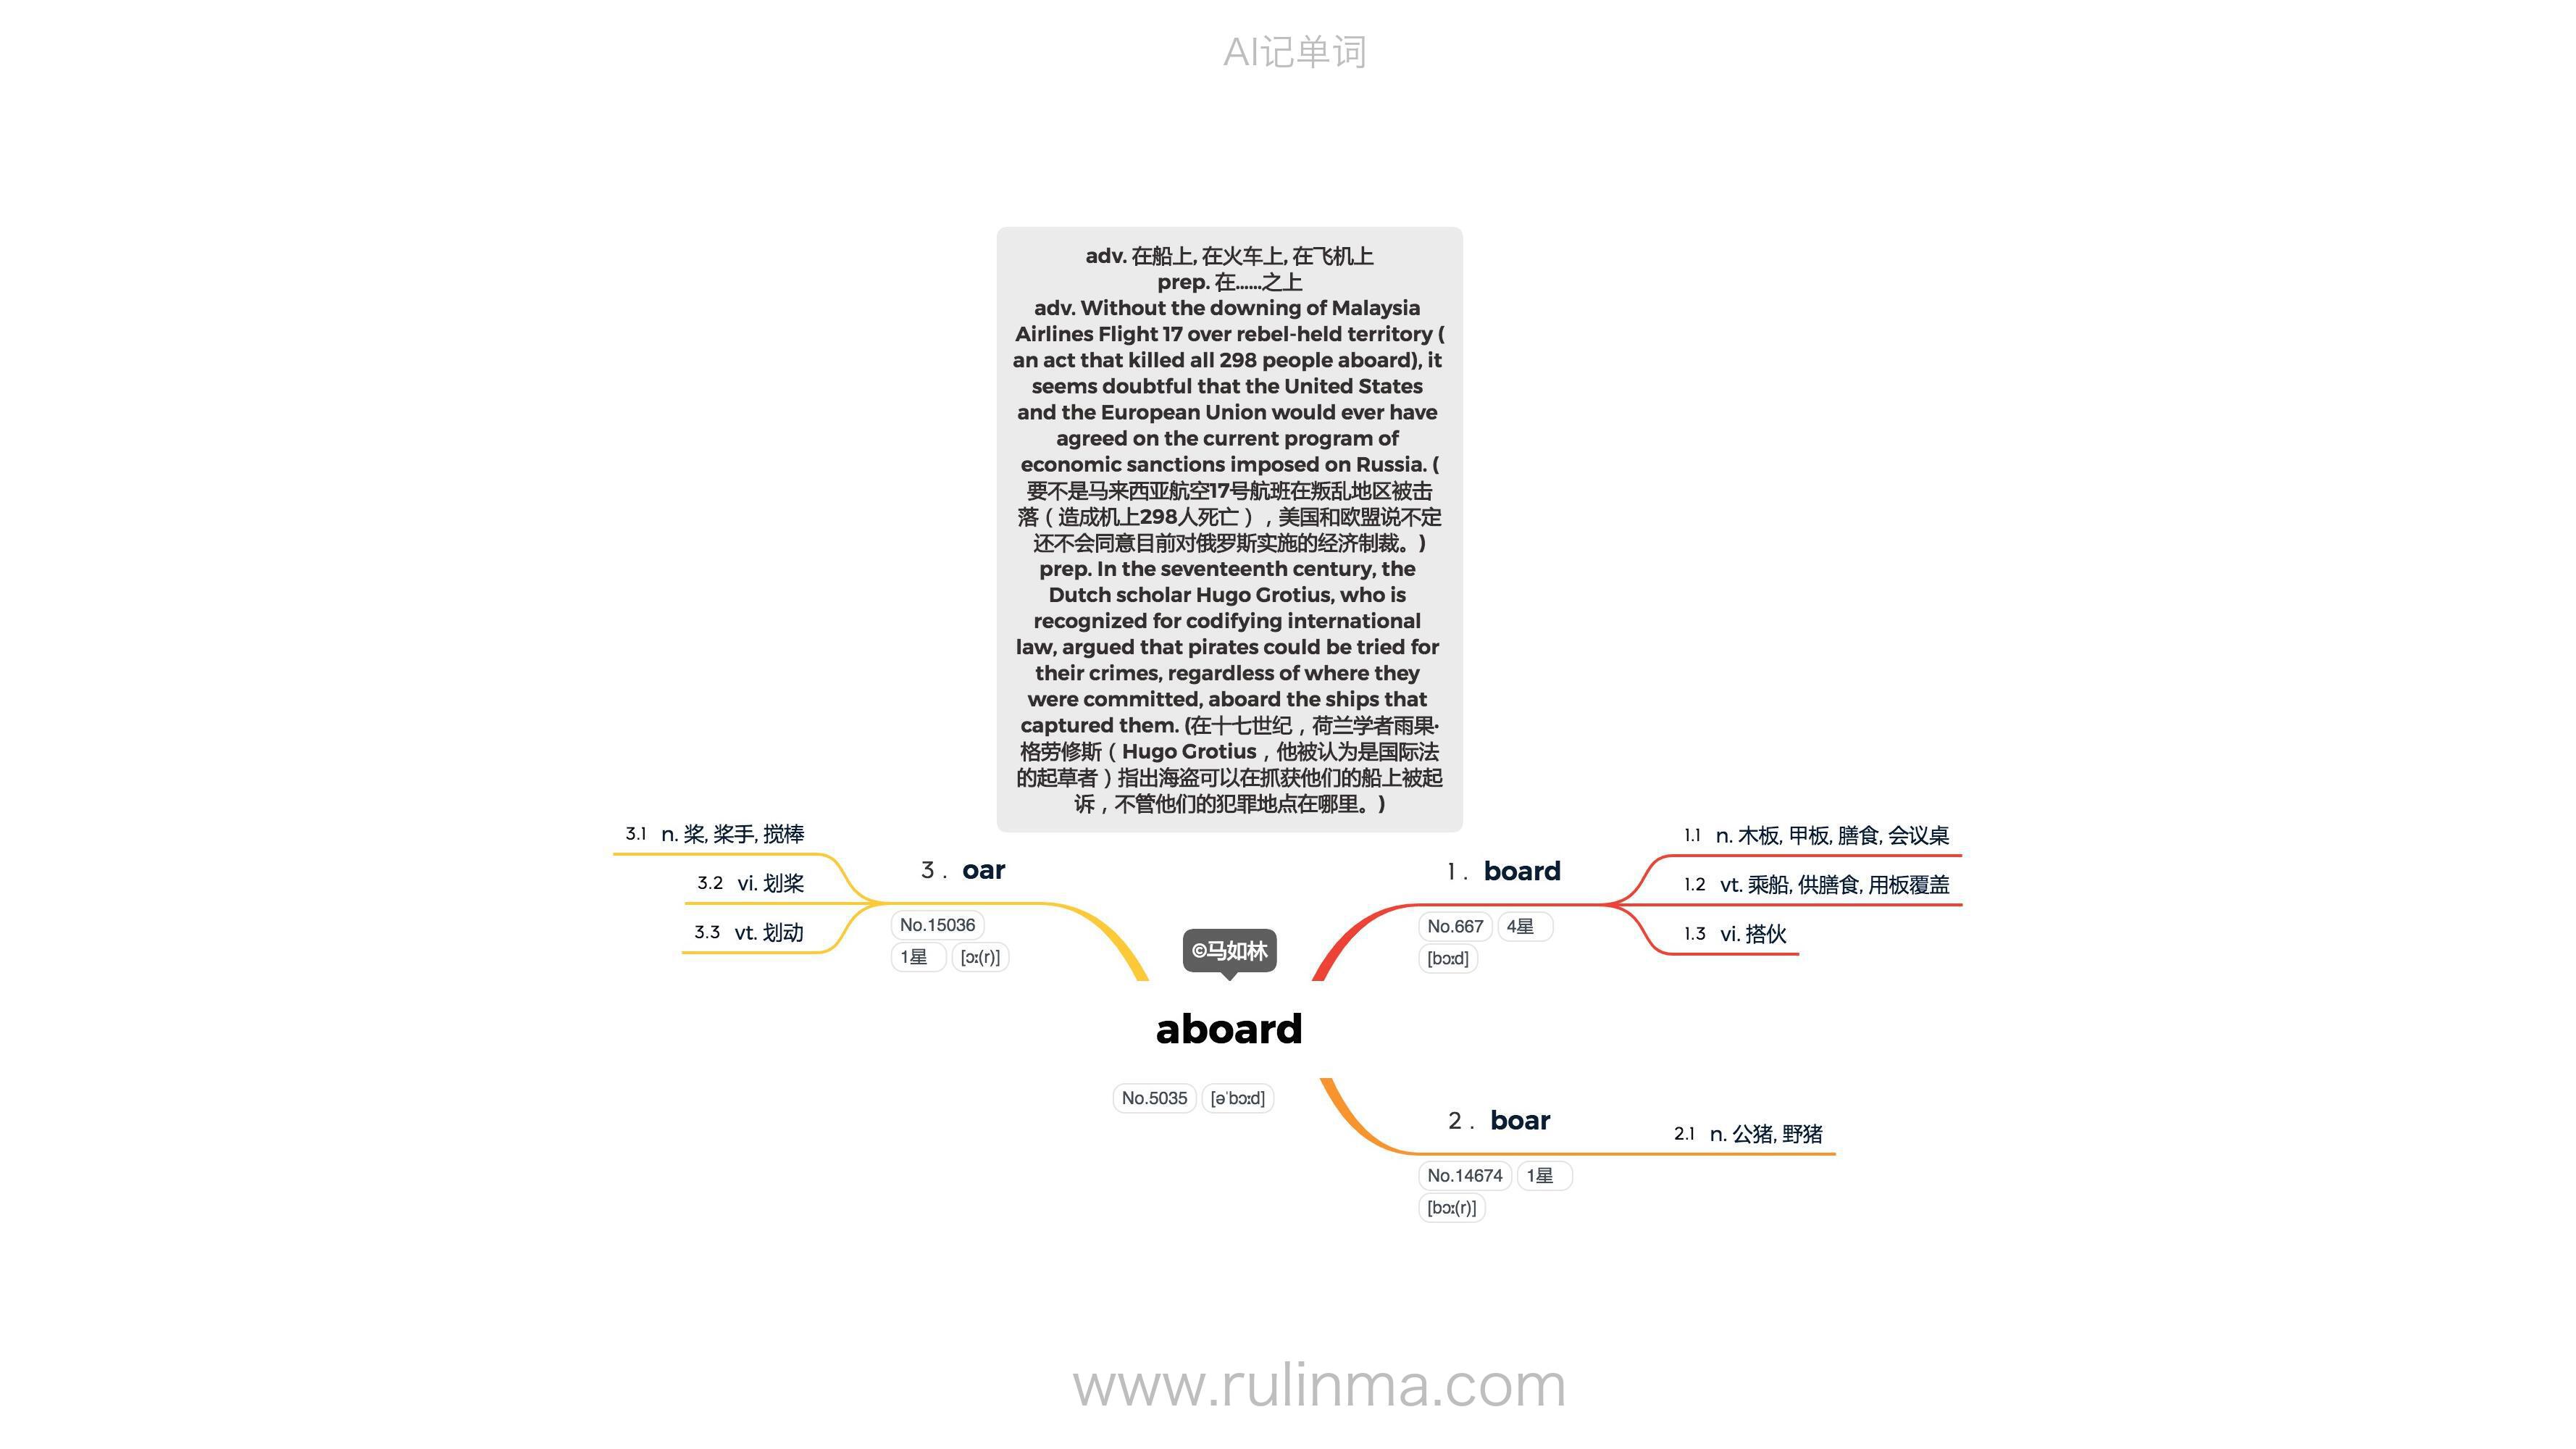 AI记单词
adv. 在船上, 在火车上, 在飞机上
prep. 在......之上
adv. Without the downing of Malaysia
Airlines Flight 17 over rebel-held territory (
an act that killed all 298 people aboard), it
seems doubtful that the United States
and the European Union would ever have
agreed on the current program of
economic sanctions imposed on Russia. (
要不是马来西亚航空17号航班在叛乱地区被击
落（造成机上298人死亡），美国和欧盟说不定
还不会同意目前对俄罗斯实施的经济制裁。)
prep. In the seventeenth century, the
Dutch scholar Hugo Grotius, who is
recognized for codifying international
law, argued that pirates could be tried for
their crimes, regardless of where they
were committed, aboard the ships that
captured them. (在十七世纪，荷兰学者雨果·
格劳修斯（Hugo Grotius，他被认为是国际法
的起草者）指出海盗可以在抓获他们的船上被起
诉，不管他们的犯罪地点在哪里。)
©马如林
aboard
No.5035 [əˈbɔːd]
1. board
No.667 4星
[bɔːd]
1.1 n. 木板, 甲板, 膳食, 会议桌
1.2 vt. 乘船, 供膳食, 用板覆盖
1.3 vi. 搭伙
2. boar
No.14674 1星
[bɔː(r)]
2.1 n. 公猪, 野猪
3. oar
No.15036
1星 [ɔː(r)]
3.1 n. 桨, 桨手, 搅棒
3.2 vi. 划桨
3.3 vt. 划动
www.rulinma.com